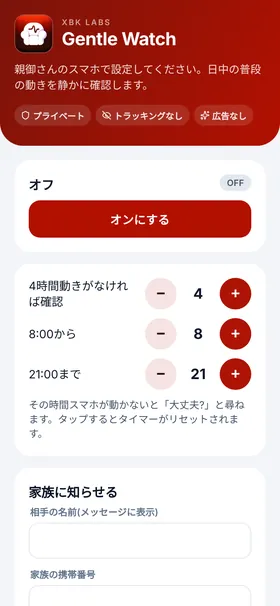 XBK LABS
Gentle Watch
親御さんのスマホで設定してください。日中の普段
の動きを静かに確認します。
プライベート
トラッキングなし
広告なし
オフ
OFF
オンにする
4時間動きがなけれ
ば確認
− 4 +
8:00から
− 8 +
21:00まで
− 21 +
その時間スマホが動かないと「大丈夫?」と尋ね
ます。タップするとタイマーがリセットされま
す。
家族に知らせる
相手の名前(メッセージに表示)
家族の携帯番号